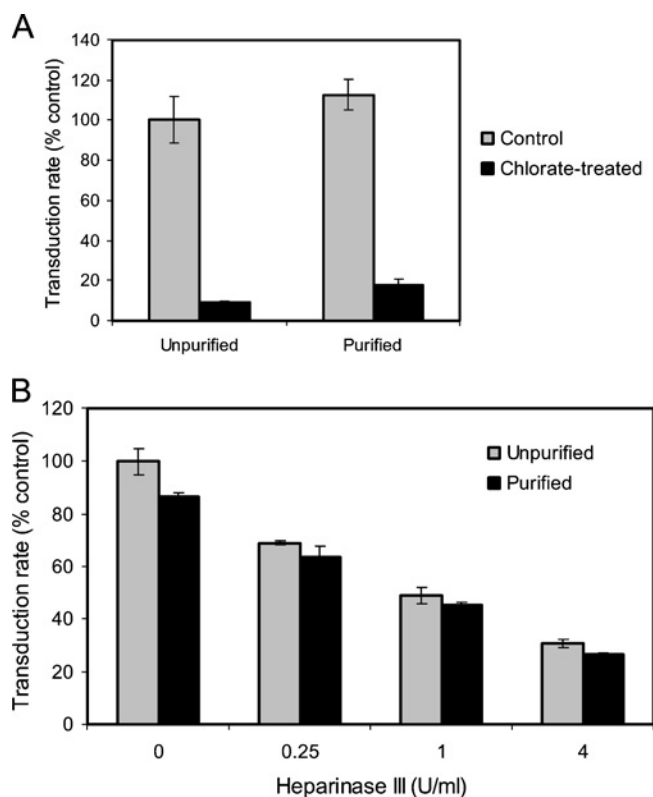 A
Transduction rate (% control)
140
120
100
80
60
40
20
0
Unpurified
Purified
Control
Chlorate-treated
B
Transduction rate (% control)
120
100
80
60
40
20
0
Unpurified
Purified
0
0.25
1
4
Heparinase III (U/ml)